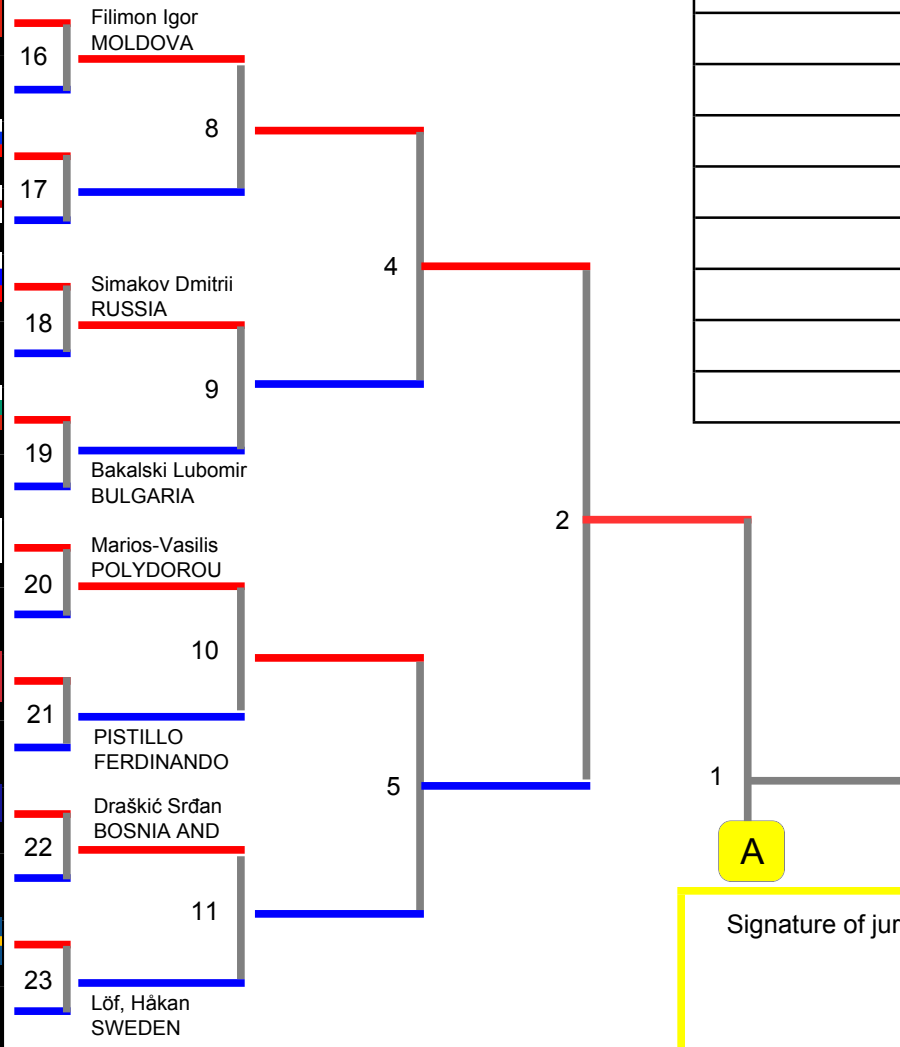 Filimon Igor
MOLDOVA
16
8
17
4
Simakov Dmitrii
RUSSIA
18
9
19
Bakalski Lubomir
BULGARIA
2
Marios-Vasilis
POLYDOROU
20
10
21
PISTILLO
FERDINANDO
5
1
Draškić Srđan
BOSNIA AND
22
A
11
Signature of jur
23
Löf, Håkan
SWEDEN